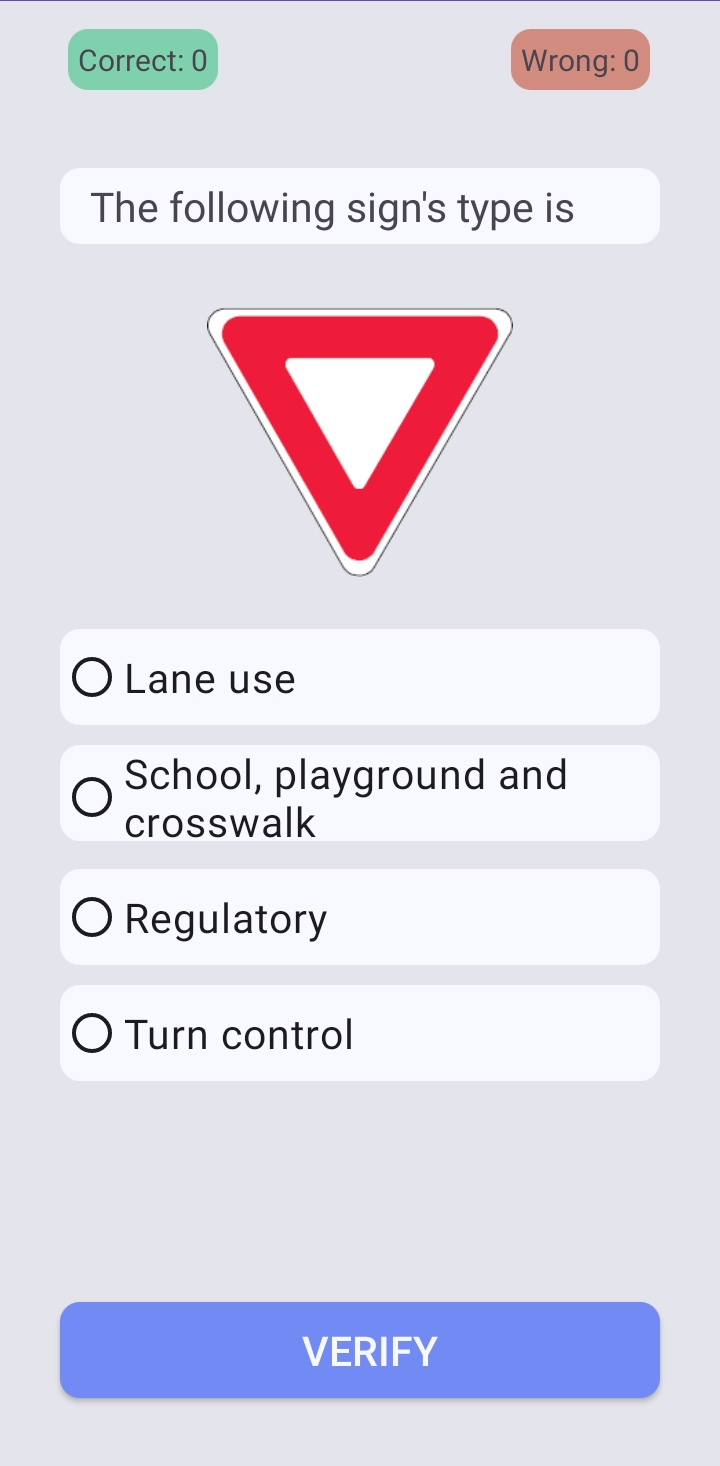 Correct: 0
Wrong: 0
The following sign's type is
Lane use
School, playground and
crosswalk
Regulatory
Turn control
VERIFY